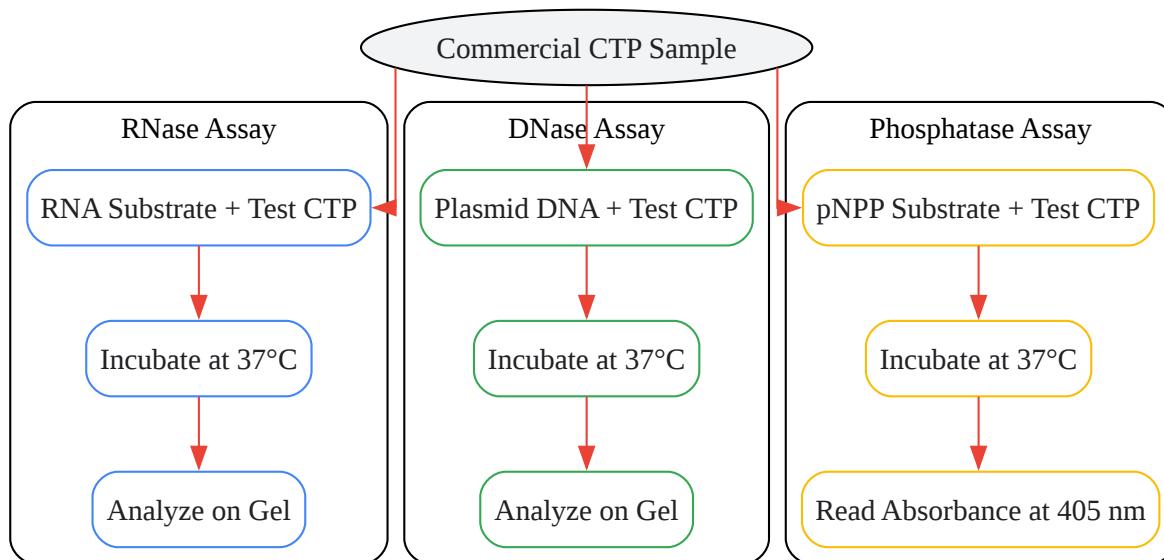 Commercial CTP Sample
RNase Assay
RNA Substrate + Test CTP
Incubate at 37°C
Analyze on Gel
DNase Assay
Plasmid DNA + Test CTP
Incubate at 37°C
Analyze on Gel
Phosphatase Assay
pNPP Substrate + Test CTP
Incubate at 37°C
Read Absorbance at 405 nm